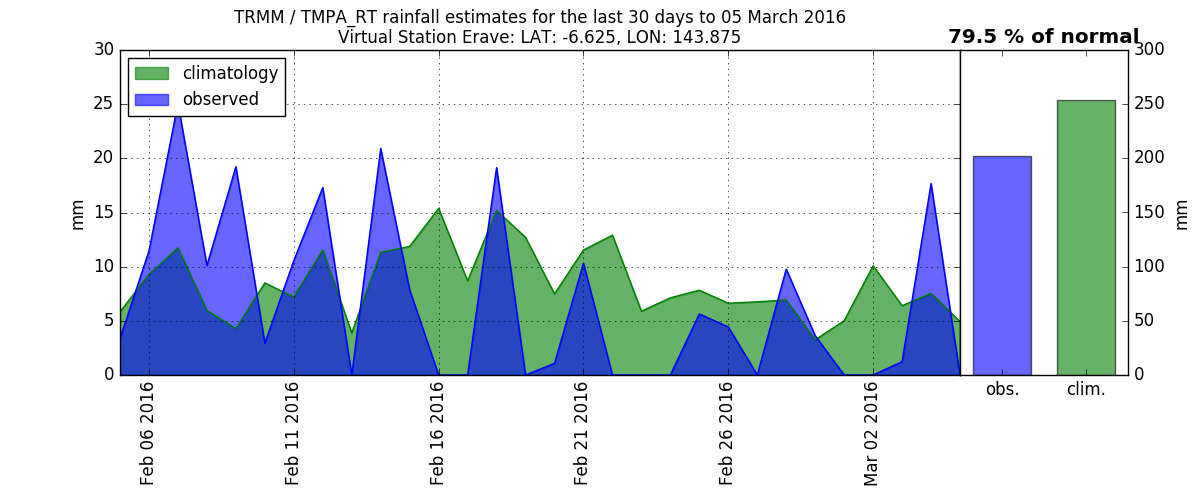 TRMM / TMPA_RT rainfall estimates for the last 30 days to 05 March 2016
Virtual Station Erave: LAT: -6.625, LON: 143.875
79.5 % of normal
climatology
observed
30
25
20
15
10
5
0
mm
Feb 06 2016
Feb 11 2016
Feb 16 2016
Feb 21 2016
Feb 26 2016
Mar 02 2016
300
250
200
150
100
50
0
mm
obs.
clim.